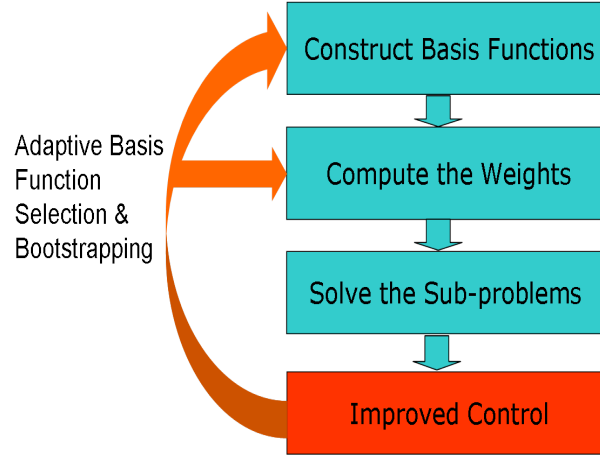 Construct Basis Functions
Adaptive Basis
Function
Selection &
Bootstrapping
Compute the Weights
Solve the Sub-problems
Improved Control